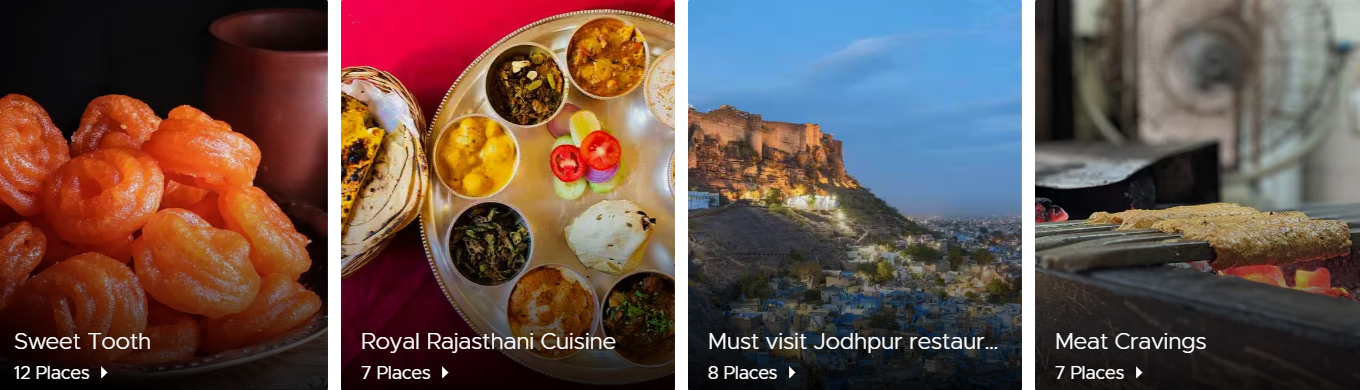 Sweet Tooth
12 Places
Royal Rajasthani Cuisine
7 Places
Must visit Jodhpur restaur...
8 Places
Meat Cravings
7 Places